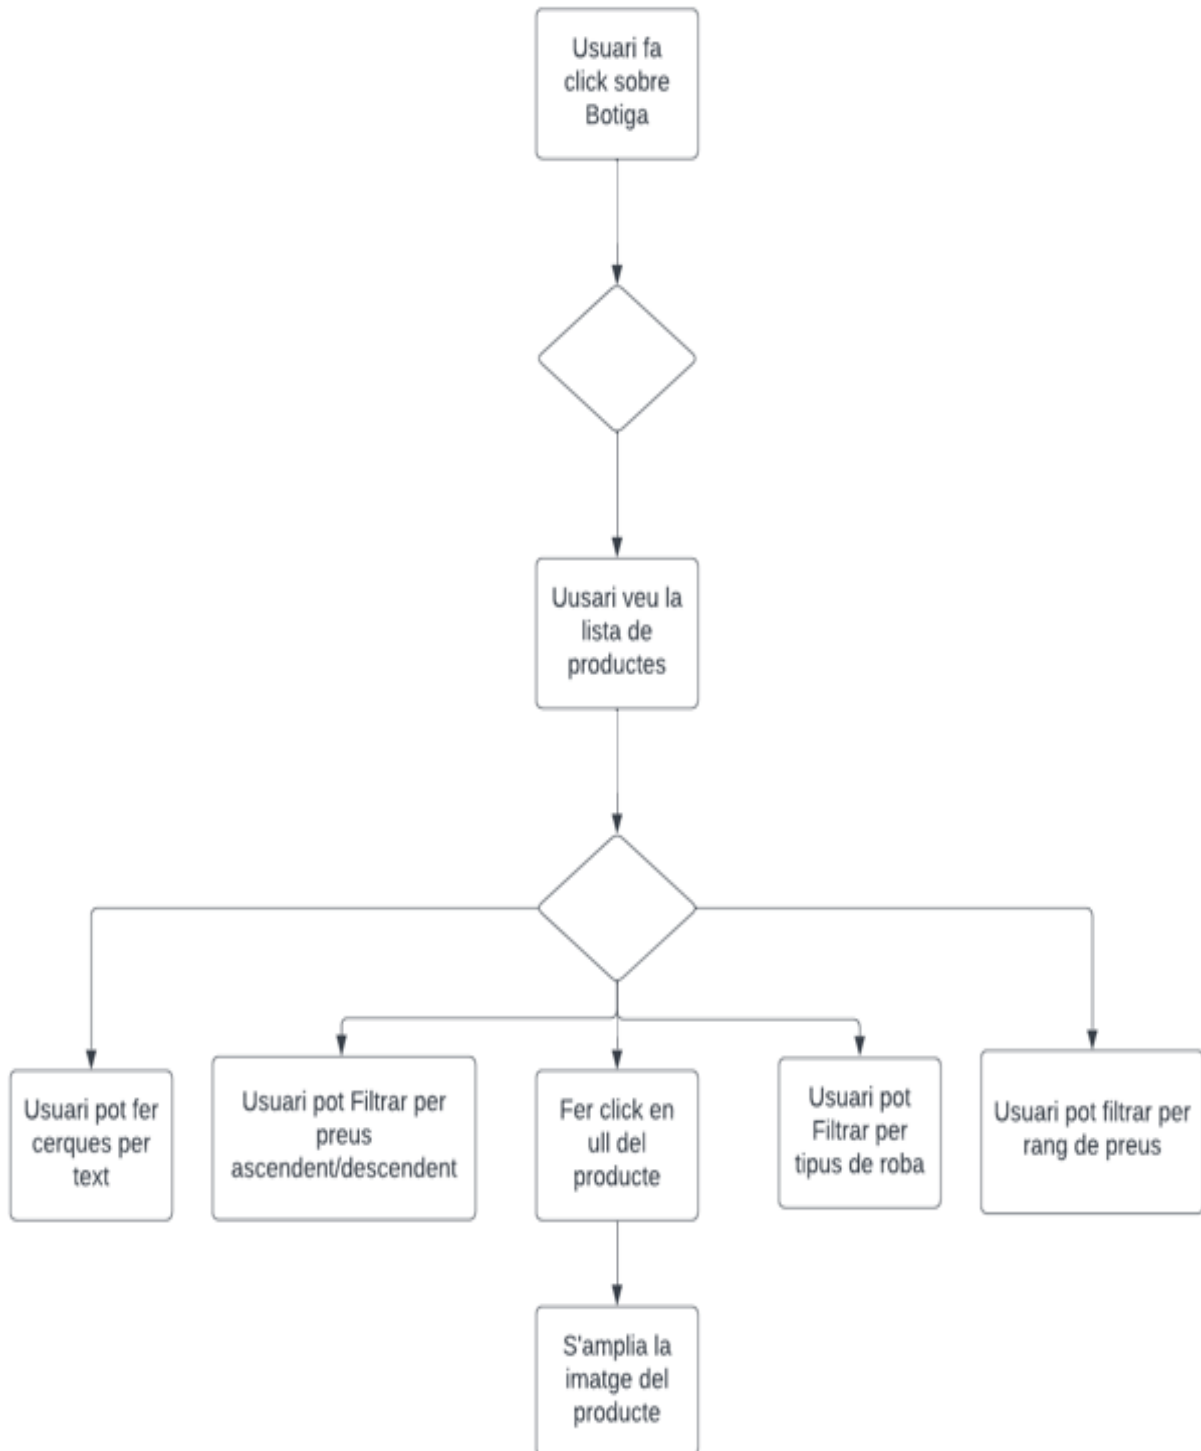 Usuari fa
click sobre
Botiga
Uusari veu la
lista de
productes
Usuari pot fer
cerques per
text
Usuari pot Filtrar per
preus
ascendent/descendent
Fer click en
ull del
producte
Usuari pot
Filtrar per
tipus de roba
Usuari pot filtrar per
rang de preus
S'amplia la
imatge del
producte